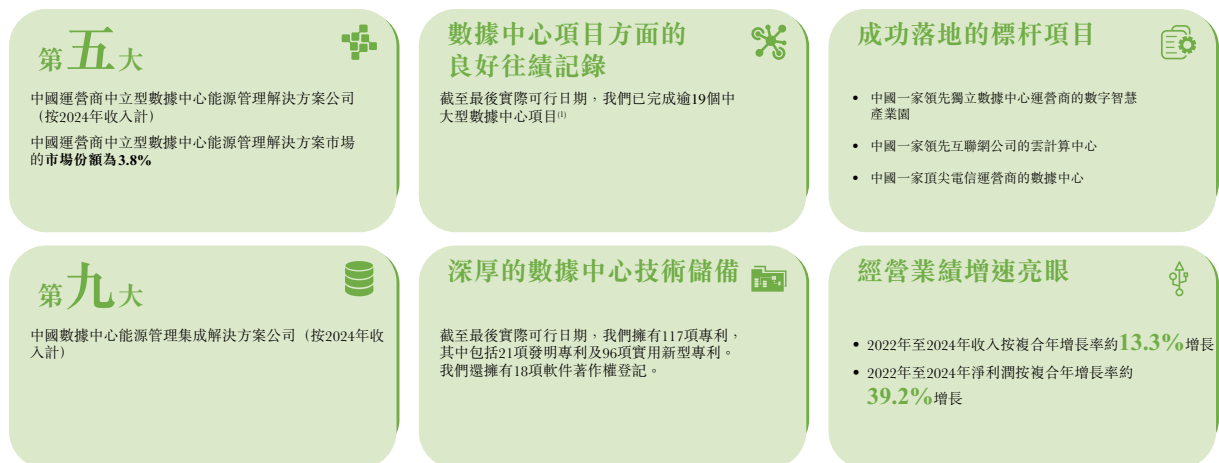 第五大
中國運營商中立型數據中心能源管理解決方案公司
（按2024年收入計）
中國運營商中立型數據中心能源管理解決方案市場
的市場份額為3.8%
數據中心項目方面的
良好往績記錄
截至最後實際可行日期，我們已完成逾19個中
大型數據中心項目(1)
成功落地的標杆項目
• 中國一家領先獨立數據中心運營商的數字智慧
產業園
• 中國一家領先互聯網公司的雲計算中心
• 中國一家頂尖電信運營商的數據中心
第九大
中國數據中心能源管理集成解決方案公司（按2024年收
入計）
深厚的數據中心技術儲備
截至最後實際可行日期，我們擁有117項專利，
其中包括21項發明專利及96項實用新型專利。
我們還擁有18項軟件著作權登記。
經營業績增速亮眼
• 2022年至2024年收入按複合年增長率約13.3%增長
• 2022年至2024年淨利潤按複合年增長率約
39.2%增長